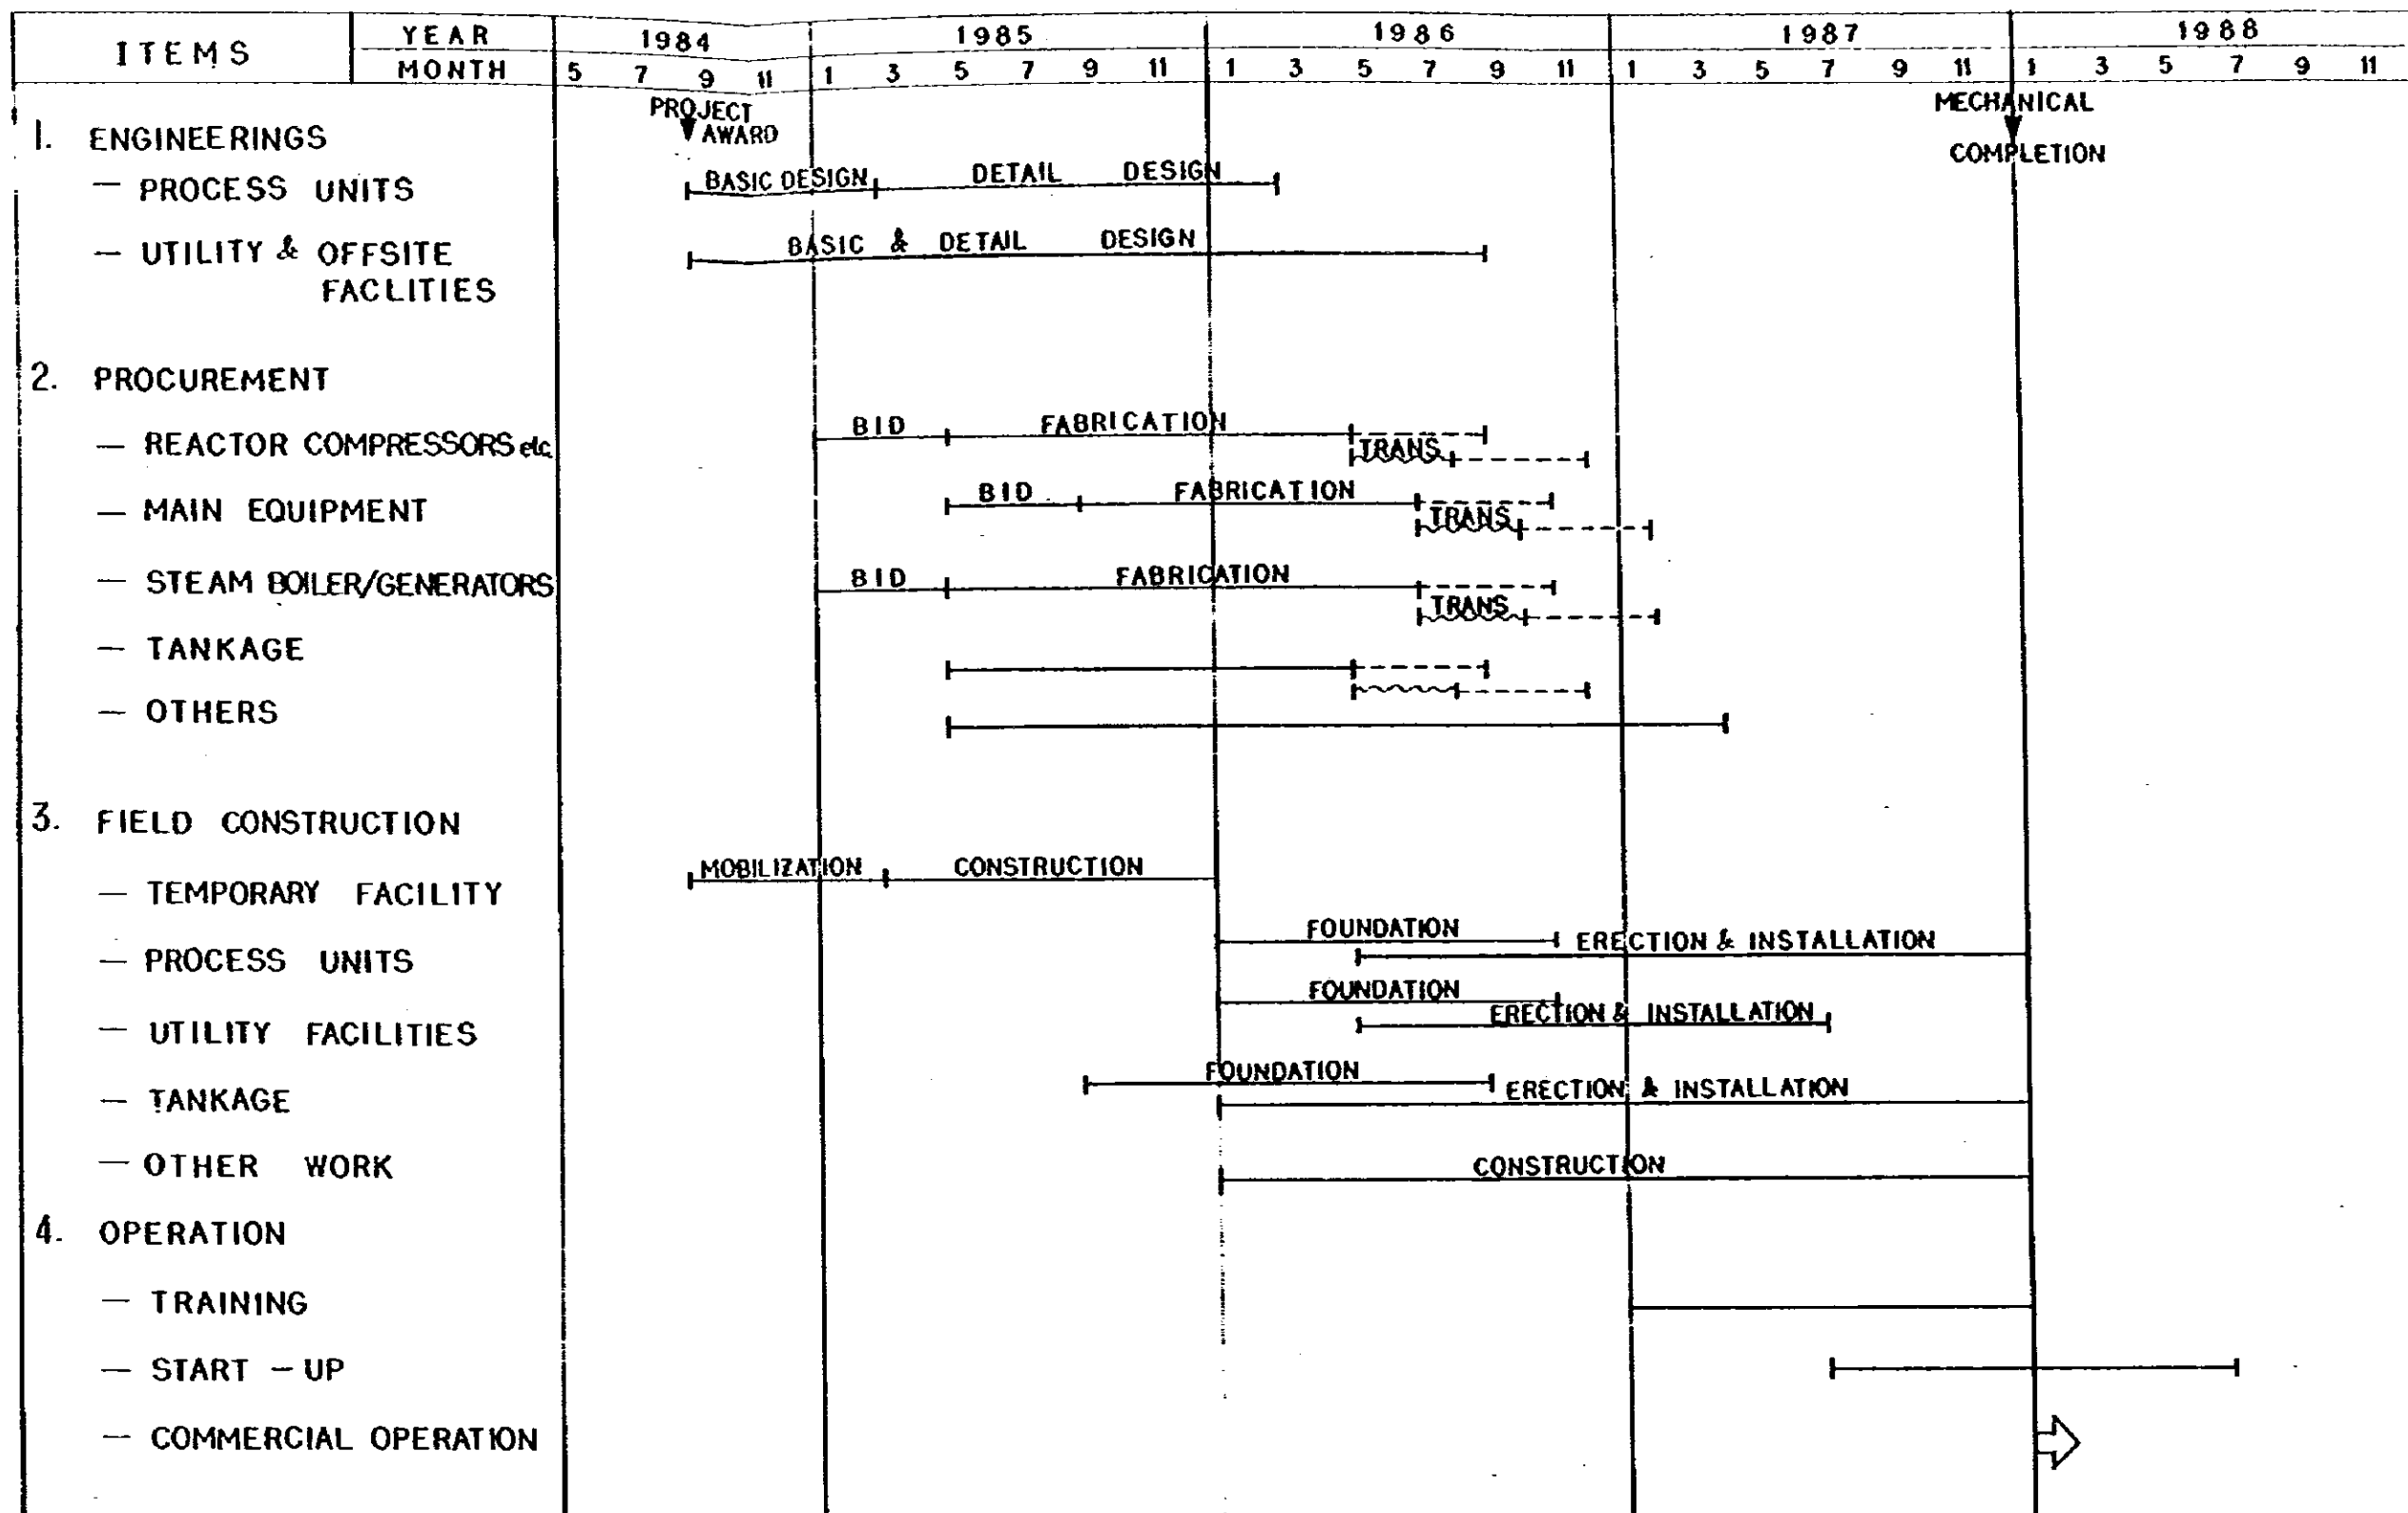 ITEMS YEAR 1984 1985 1986 1987 1988
MONTH 5 7 9 11 1 3 5 7 9 11 1 3 5 7 9 11 1 3 5 7 9 11 1 3 5 7 9 11
PROJECT AWARD
MECHANICAL COMPLETION
1. ENGINEERINGS
— PROCESS UNITS BASIC DESIGN DETAIL DESIGN
— UTILITY & OFFSITE BASIC & DETAIL DESIGN
FACLITIES
2. PROCUREMENT
— REACTOR COMPRESSORS etc. BID FABRICATION
TRANS
— MAIN EQUIPMENT BID FABRICATION
TRANS
— STEAM BOILER/GENERATORS BID FABRICATION
TRANS
— TANKAGE
— OTHERS
3. FIELD CONSTRUCTION
— TEMPORARY FACILITY MOBILIZATION CONSTRUCTION
— PROCESS UNITS FOUNDATION ERECTION & INSTALLATION
— UTILITY FACILITIES FOUNDATION ERECTION & INSTALLATION
— TANKAGE FOUNDATION ERECTION & INSTALLATION
— OTHER WORK CONSTRUCTION
4. OPERATION
— TRAINING
— START – UP
— COMMERCIAL OPERATION